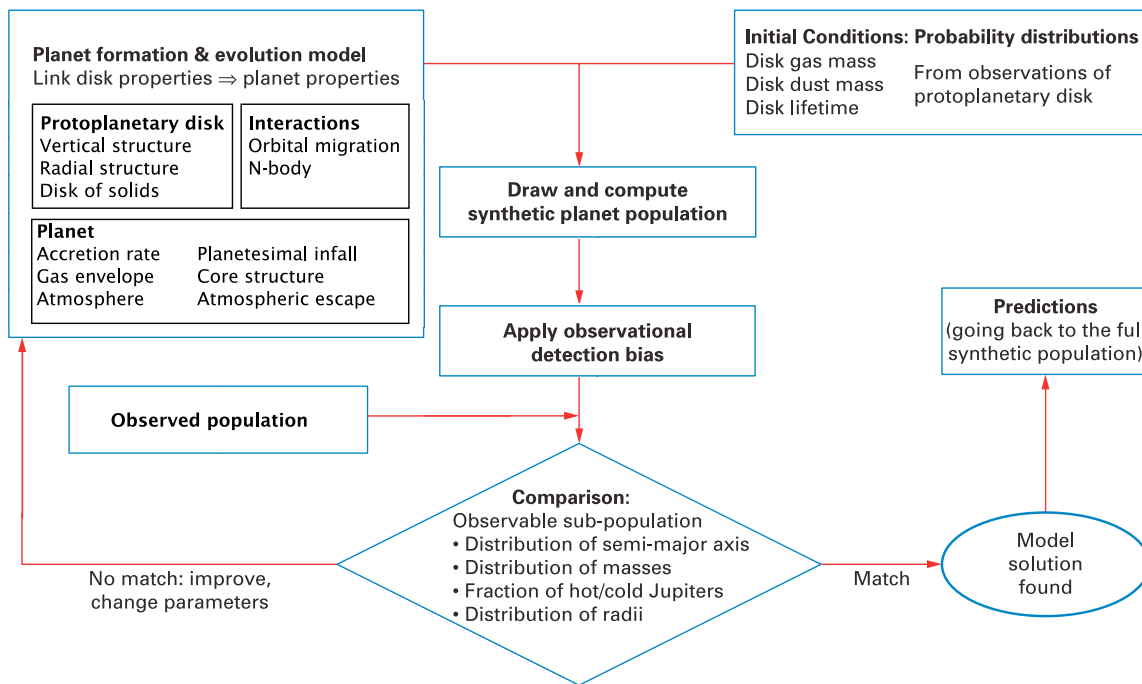 Planet formation & evolution model
Link disk properties ⇒ planet properties
Protoplanetary disk
Vertical structure
Radial structure
Disk of solids
Interactions
Orbital migration
N-body
Planet
Accretion rate Planetesimal infall
Gas envelope Core structure
Atmosphere Atmospheric escape
Initial Conditions: Probability distributions
Disk gas mass
Disk dust mass
Disk lifetime
From observations of
protoplanetary disk
Draw and compute
synthetic planet population
Apply observational
detection bias
Observed population
Predictions
(going back to the full
synthetic population)
Comparison:
Observable sub-population
• Distribution of semi-major axis
• Distribution of masses
• Fraction of hot/cold Jupiters
• Distribution of radii
No match: improve,
change parameters
Match
Model
solution
found